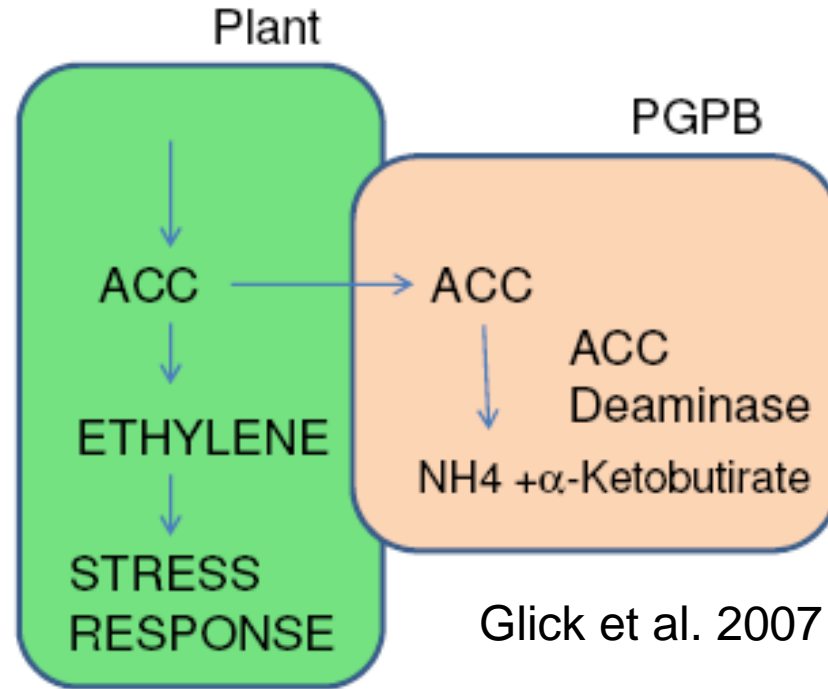 Plant
PGPB
ACC
ACC
ACC
Deaminase
ETHYLENE
NH4 +α-Ketobutirate
STRESS
RESPONSE
Glick et al. 2007